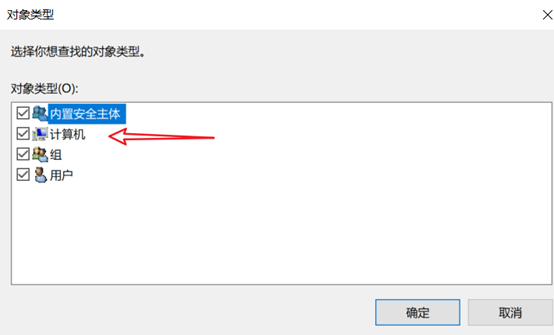 对象类型
选择你想查找的对象类型。
对象类型(O):
内置安全主体
计算机
组
用户
确定
取消